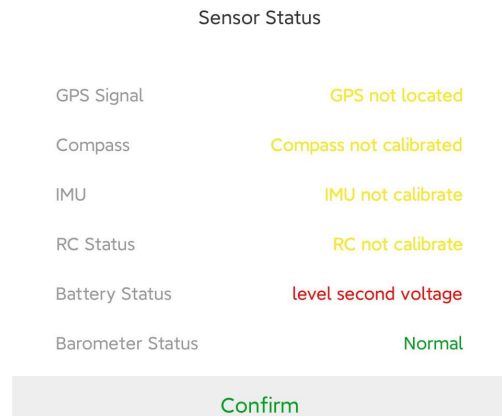 Sensor Status
GPS Signal GPS not located
Compass Compass not calibrated
IMU IMU not calibrate
RC Status RC not calibrate
Battery Status level second voltage
Barometer Status Normal
Confirm